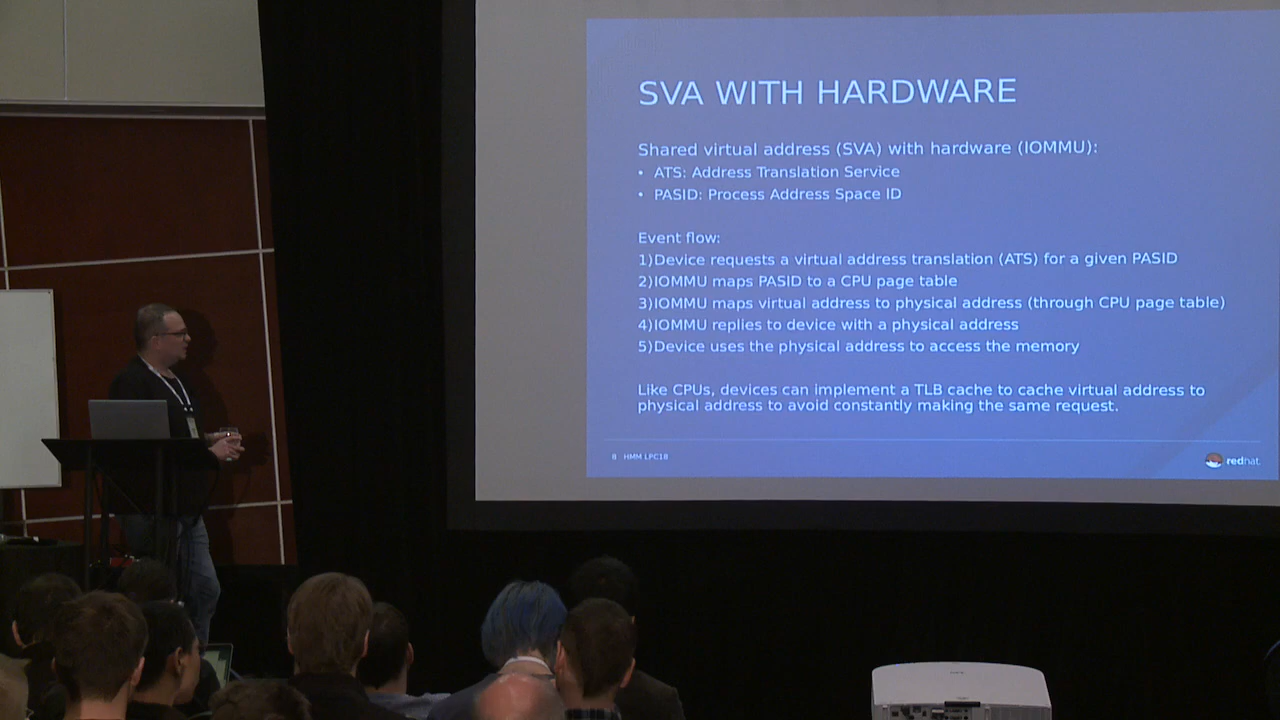 SVA WITH HARDWARE
Shared virtual address (SVA) with hardware (IOMMU):
• ATS: Address Translation Service
• PASID: Process Address Space ID
Event flow:
1)Device requests a virtual address translation (ATS) for a given PASID
2)IOMMU maps PASID to a CPU page table
3)IOMMU maps virtual address to physical address (through CPU page table)
4)IOMMU replies to device with a physical address
5)Device uses the physical address to access the memory
Like CPUs, devices can implement a TLB cache to cache virtual address to
physical address to avoid constantly making the same request.
8 HMM LPC18
redhat.